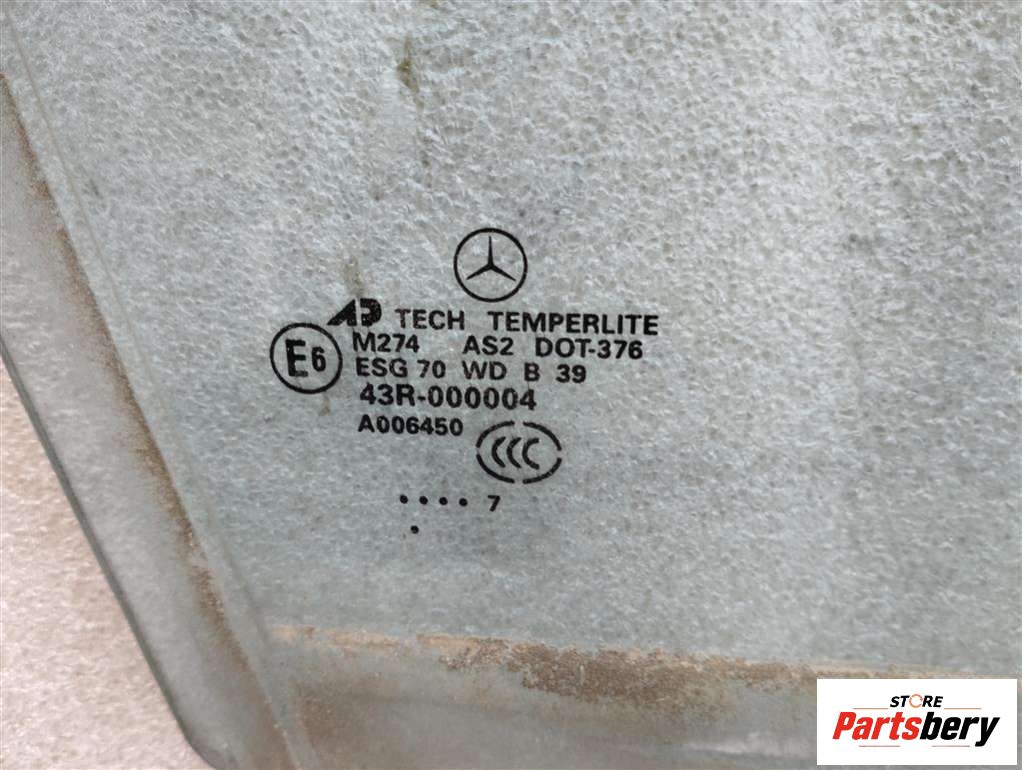 AP TECH TEMPERLITE
M274 AS2 DOT-376
E6
ESG 70 WD B 39
43R-000004
A006450
CCC
.... 7
.
STORE
Partsbery